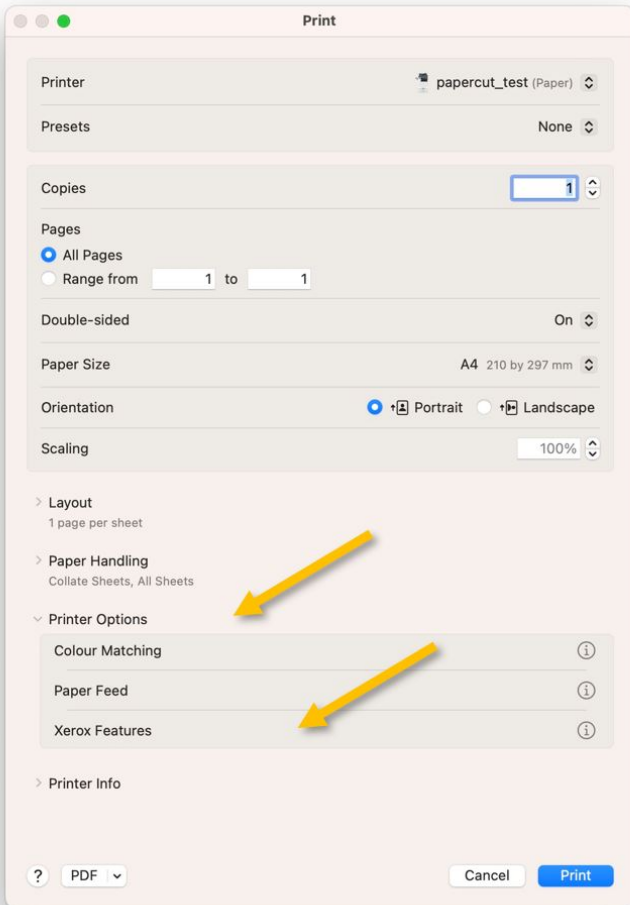 Print
Printer papercut_test (Paper)
Presets None
Copies 1
Pages
All Pages
Range from 1 to 1
Double-sided On
Paper Size A4 210 by 297 mm
Orientation Portrait Landscape
Scaling 100%
Layout
1 page per sheet
Paper Handling
Collate Sheets, All Sheets
Printer Options
Colour Matching
Paper Feed
Xerox Features
Printer Info
? PDF Cancel Print